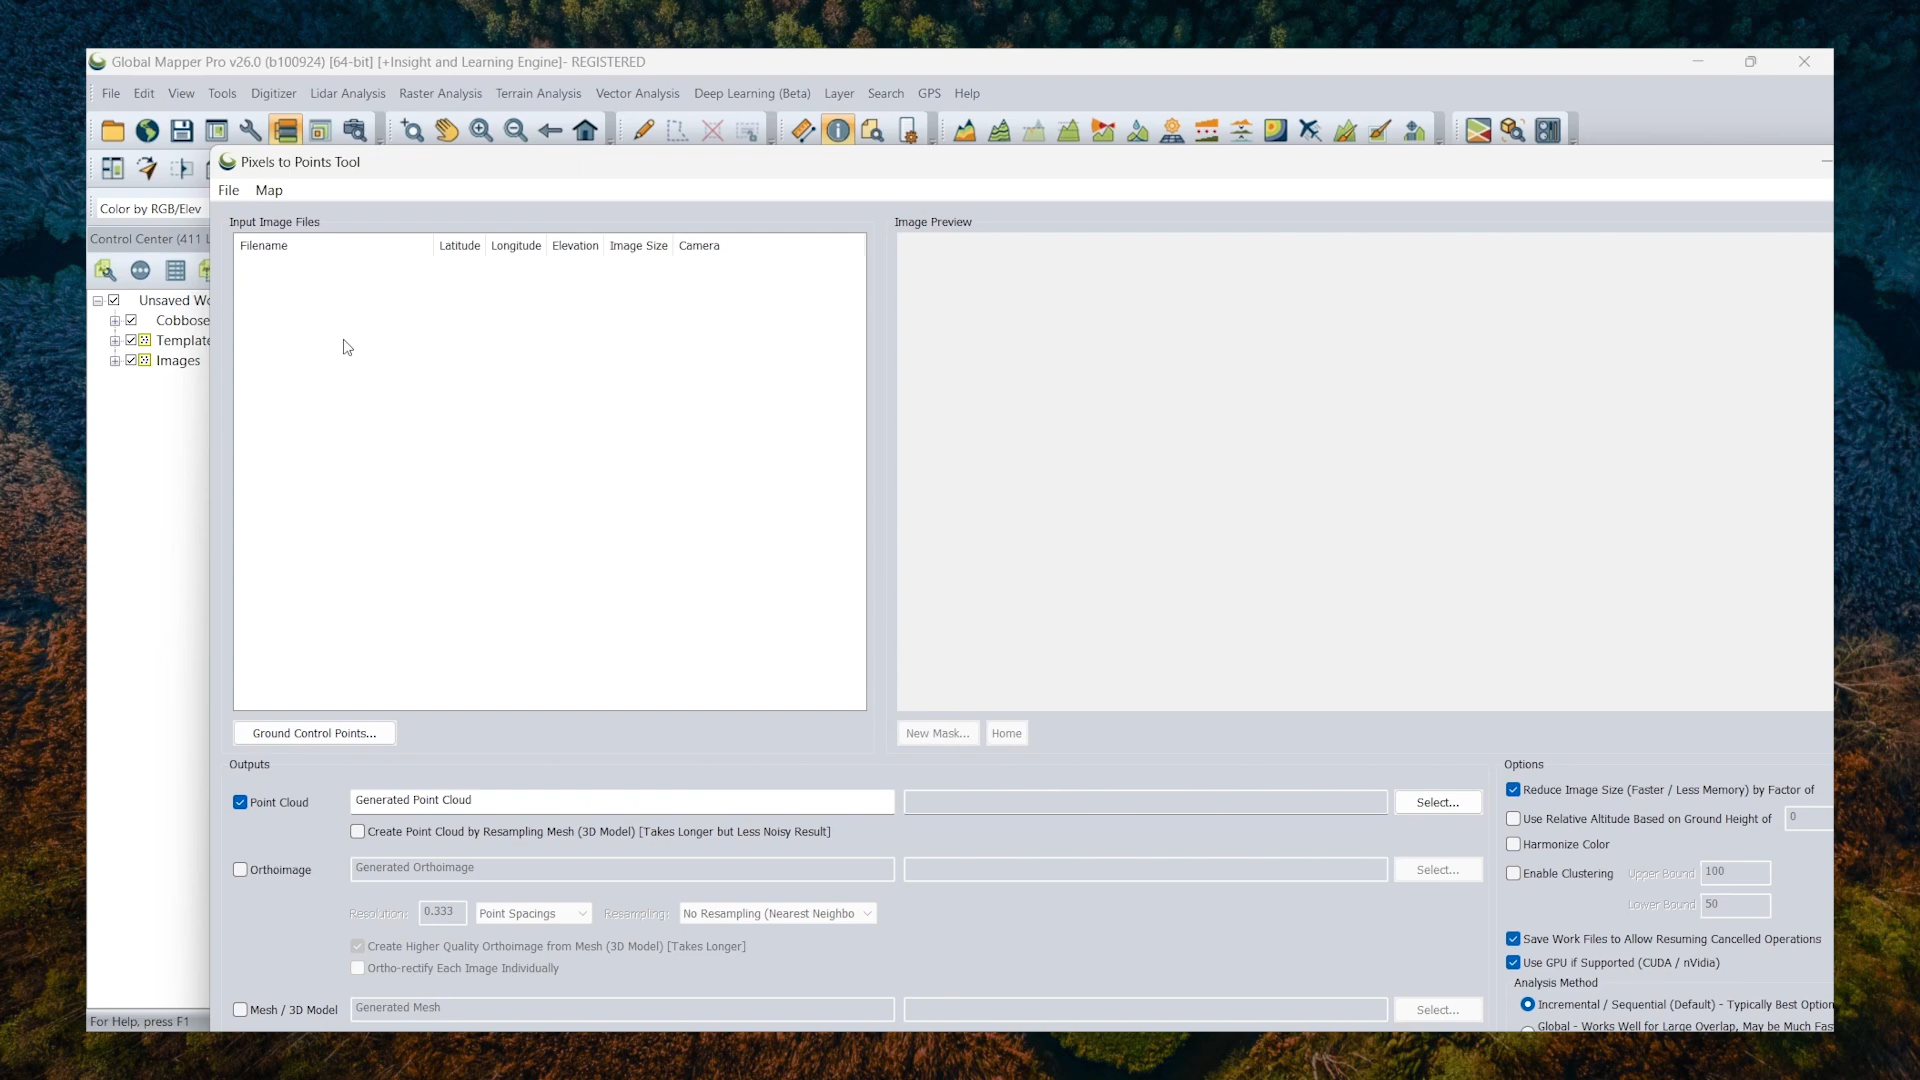 Global Mapper Pro v26.0 (b100924) [64-bit] [+Insight and Learning Engine]- REGISTERED
File Edit View Tools Digitizer Lidar Analysis Raster Analysis Terrain Analysis Vector Analysis Deep Learning (Beta) Layer Search GPS Help
Pixels to Points Tool
File Map
Color by RGB/Elev
Input Image Files
Image Preview
Control Center (411 L
Filename Latitude Longitude Elevation Image Size Camera
Unsaved Wo
Cobbose
Template
Images
Ground Control Points...
New Mask... Home
Outputs
Options
Point Cloud Generated Point Cloud Select...
Reduce Image Size (Faster / Less Memory) by Factor of
Create Point Cloud by Resampling Mesh (3D Model) [Takes Longer but Less Noisy Result]
Use Relative Altitude Based on Ground Height of 0
Harmonize Color
Orthoimage Generated Orthoimage Select...
Enable Clustering Upper Bound 100
Lower Bound 50
Resolution: 0.333 Point Spacings Resampling: No Resampling (Nearest Neighbo
Create Higher Quality Orthoimage from Mesh (3D Model) [Takes Longer]
Save Work Files to Allow Resuming Cancelled Operations
Ortho-rectify Each Image Individually
Use GPU if Supported (CUDA / nVidia)
Analysis Method
Mesh / 3D Model Generated Mesh Select...
Incremental / Sequential (Default) - Typically Best Option
Global - Works Well for Large Overlap, May be Much Fas
For Help, press F1